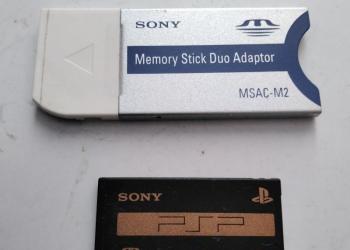 SONY
Memory Stick Duo Adaptor
MSAC-M2
SONY
PSP